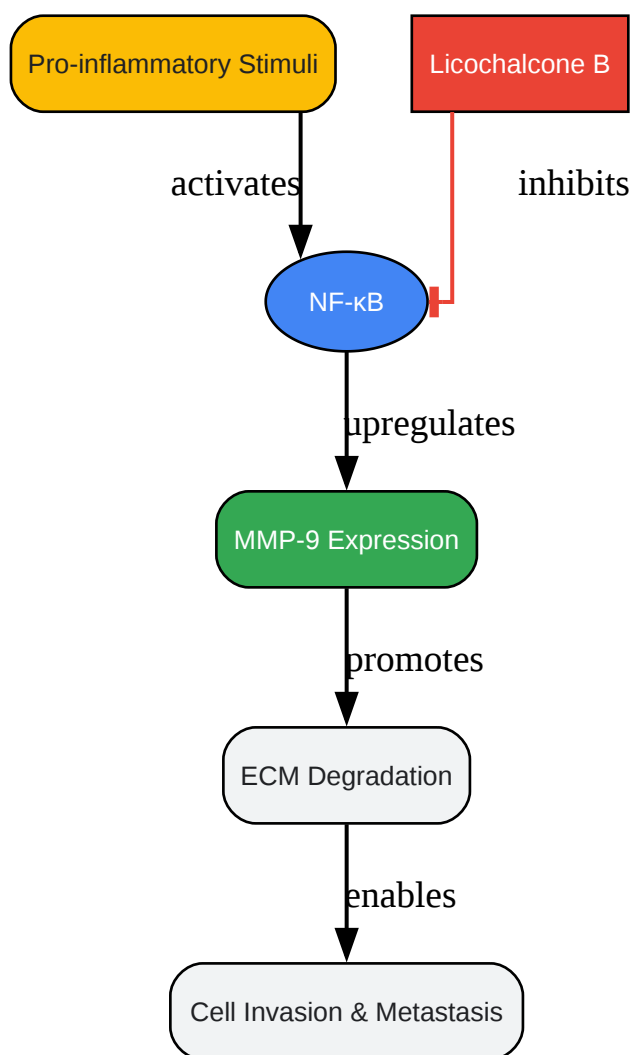 Pro-inflammatory Stimuli
Licochalcone B
activates
inhibits
NF-κB
upregulates
MMP-9 Expression
promotes
ECM Degradation
enables
Cell Invasion & Metastasis